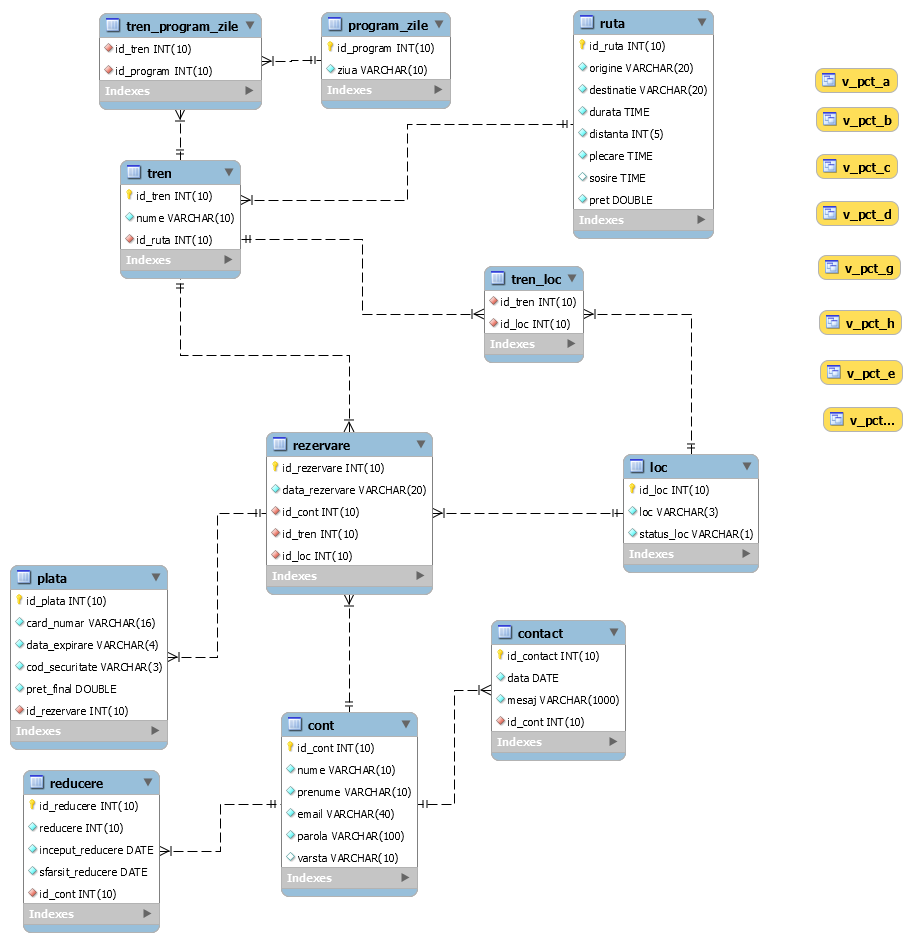 tren_program_zile
id_tren INT(10)
id_program INT(10)
Indexes
program_zile
id_program INT(10)
ziua VARCHAR(10)
Indexes
ruta
id_ruta INT(10)
origine VARCHAR(20)
destinatie VARCHAR(20)
durata TIME
distanta INT(5)
plecare TIME
sosire TIME
pret DOUBLE
Indexes
v_pct_a
v_pct_b
v_pct_c
v_pct_d
v_pct_g
v_pct_h
v_pct_e
v_pct...
tren
id_tren INT(10)
nume VARCHAR(10)
id_ruta INT(10)
Indexes
tren_loc
id_tren INT(10)
id_loc INT(10)
Indexes
rezervare
id_rezervare INT(10)
data_rezervare VARCHAR(20)
id_cont INT(10)
id_tren INT(10)
id_loc INT(10)
Indexes
loc
id_loc INT(10)
loc VARCHAR(3)
status_loc VARCHAR(1)
Indexes
plata
id_plata INT(10)
card_numar VARCHAR(16)
data_expirare VARCHAR(4)
cod_securitate VARCHAR(3)
pret_final DOUBLE
id_rezervare INT(10)
Indexes
contact
id_contact INT(10)
data DATE
mesaj VARCHAR(1000)
id_cont INT(10)
Indexes
cont
id_cont INT(10)
nume VARCHAR(10)
prenume VARCHAR(10)
email VARCHAR(40)
parola VARCHAR(100)
varsta VARCHAR(10)
Indexes
reducere
id_reducere INT(10)
reducere INT(10)
inceput_reducere DATE
sfarsit_reducere DATE
id_cont INT(10)
Indexes